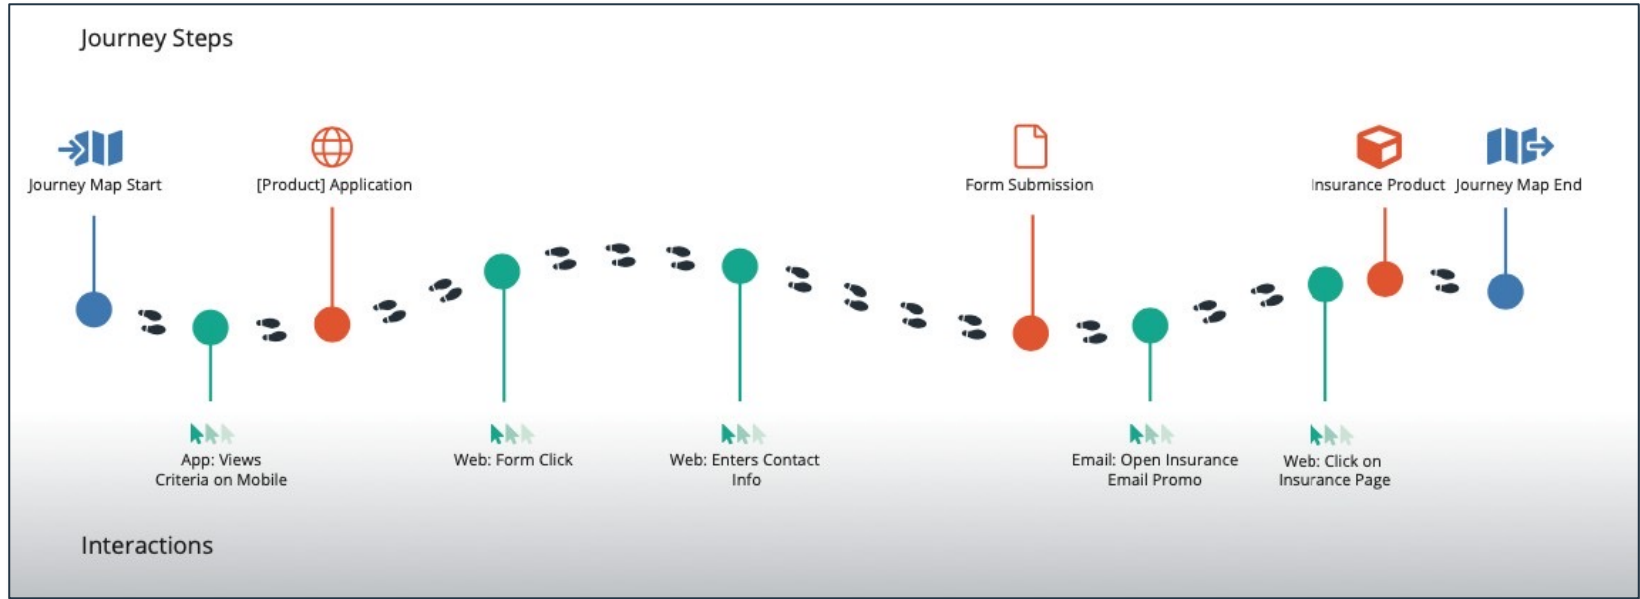 Journey Steps
Journey Map Start
[Product] Application
Form Submission
Insurance Product
Journey Map End
App: Views
Criteria on Mobile
Web: Form Click
Web: Enters Contact
Info
Email: Open Insurance
Email Promo
Web: Click on
Insurance Page
Interactions